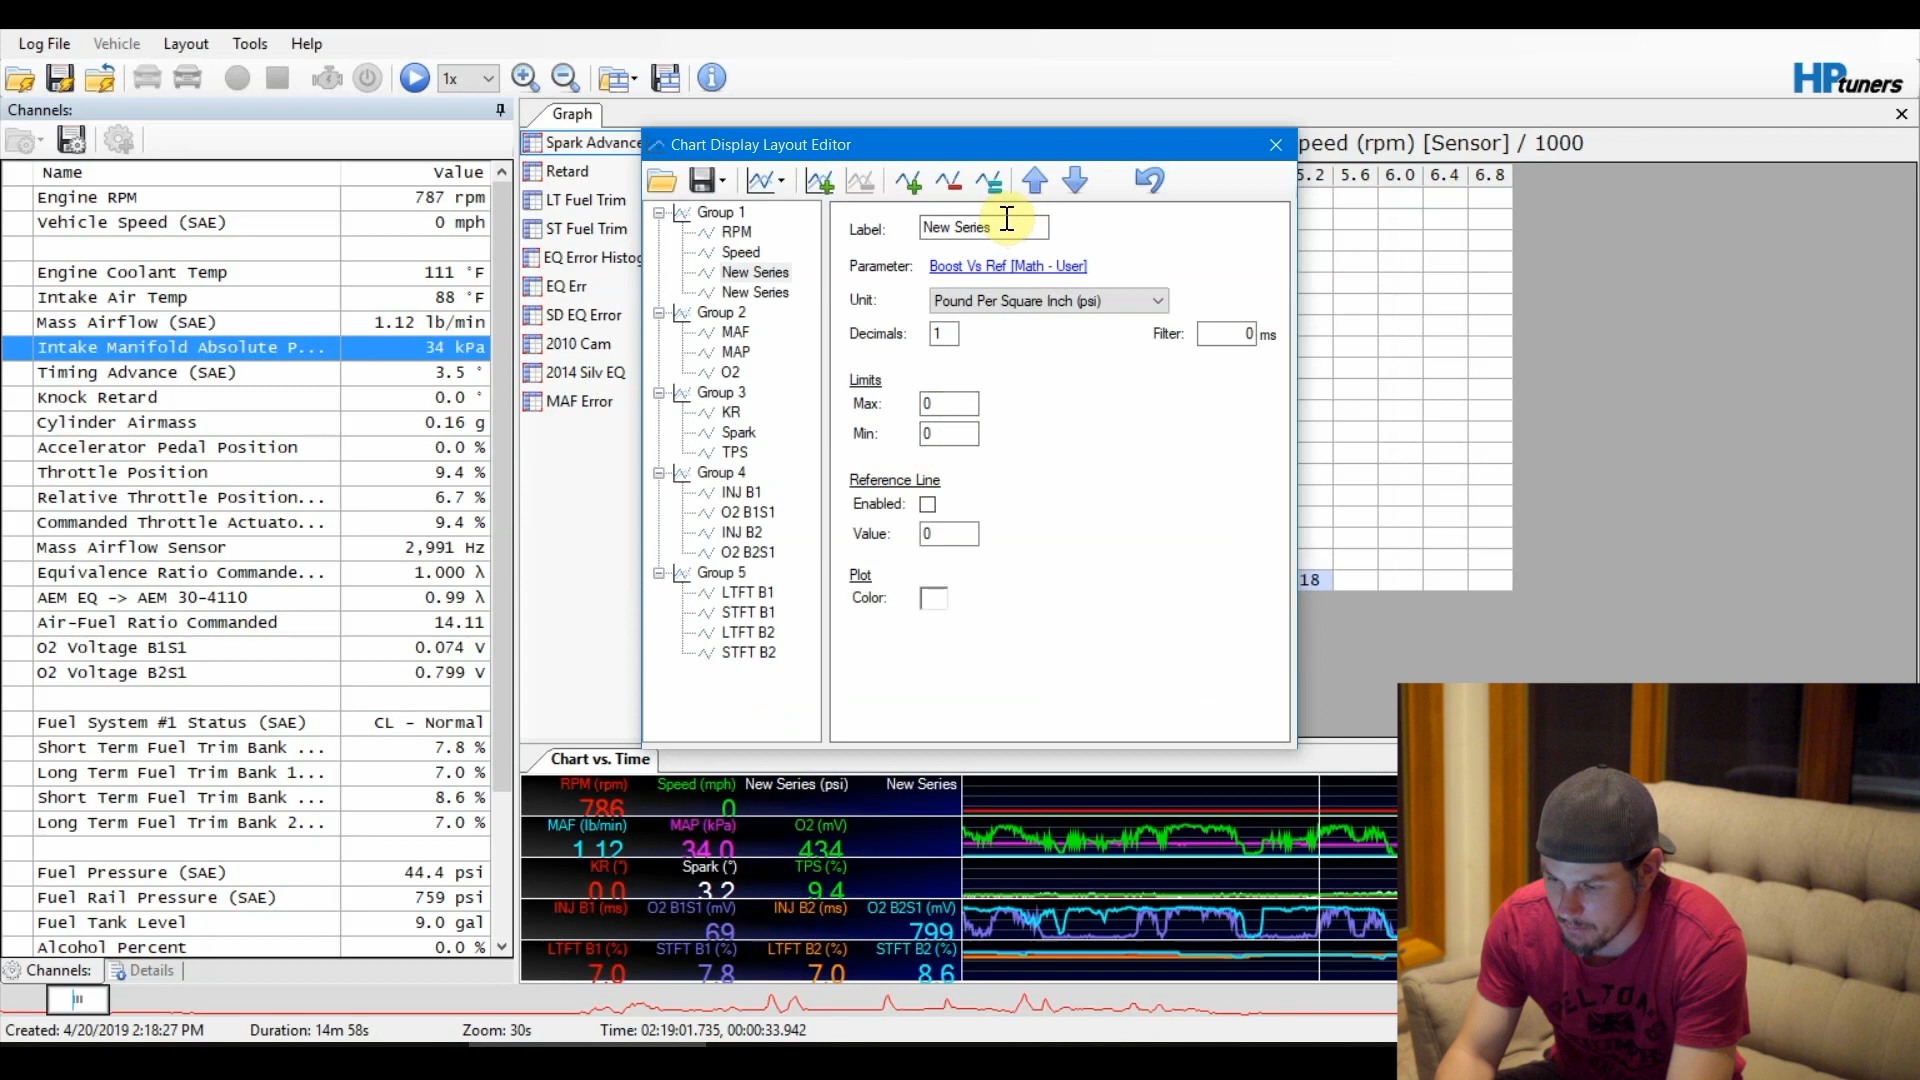 Log File Vehicle Layout Tools Help
1x
HPtuners
Channels:
Name Value
Engine RPM 787 rpm
Vehicle Speed (SAE) 0 mph
Engine Coolant Temp 111 °F
Intake Air Temp 88 °F
Mass Airflow (SAE) 1.12 lb/min
Intake Manifold Absolute P... 34 kPa
Timing Advance (SAE) 3.5 °
Knock Retard 0.0 °
Cylinder Airmass 0.16 g
Accelerator Pedal Position 0.0 %
Throttle Position 9.4 %
Relative Throttle Position... 6.7 %
Commanded Throttle Actuato... 9.4 %
Mass Airflow Sensor 2,991 Hz
Equivalence Ratio Commande... 1.000 λ
AEM EQ -> AEM 30-4110 0.99 λ
Air-Fuel Ratio Commanded 14.11
O2 Voltage B1S1 0.074 V
O2 Voltage B2S1 0.799 V
Fuel System #1 Status (SAE) CL - Normal
Short Term Fuel Trim Bank ... 7.8 %
Long Term Fuel Trim Bank 1... 7.0 %
Short Term Fuel Trim Bank ... 8.6 %
Long Term Fuel Trim Bank 2... 7.0 %
Fuel Pressure (SAE) 44.4 psi
Fuel Rail Pressure (SAE) 759 psi
Fuel Tank Level 9.0 gal
Alcohol Percent 0.0 %
Channels: Details
Graph
Spark Advance
Retard
LT Fuel Trim
ST Fuel Trim
EQ Error Histog
EQ Err
SD EQ Error
2010 Cam
2014 Silv EQ
MAF Error
peed (rpm) [Sensor] / 1000
5.2 5.6 6.0 6.4 6.8
18
Chart Display Layout Editor
Group 1
RPM
Speed
New Series
New Series
Group 2
MAF
MAP
O2
Group 3
KR
Spark
TPS
Group 4
INJ B1
O2 B1S1
INJ B2
O2 B2S1
Group 5
LTFT B1
STFT B1
LTFT B2
STFT B2
Label: New Series
Parameter: Boost Vs Ref [Math - User]
Unit: Pound Per Square Inch (psi)
Decimals: 1 Filter: 0 ms
Limits
Max: 0
Min: 0
Reference Line
Enabled:
Value: 0
Plot
Color:
Chart vs. Time
RPM (rpm) Speed (mph) New Series (psi) New Series
786 0
MAF (lb/min) MAP (kPa) O2 (mV)
1.12 34.0 434
KR (°) Spark (°) TPS (%)
0.0 3.2 9.4
INJ B1 (ms) O2 B1S1 (mV) INJ B2 (ms) O2 B2S1 (mV)
69 799
LTFT B1 (%) STFT B1 (%) LTFT B2 (%) STFT B2 (%)
7.0 7.8 7.0 8.6
Created: 4/20/2019 2:18:27 PM Duration: 14m 58s Zoom: 30s Time: 02:19:01.735, 00:00:33.942